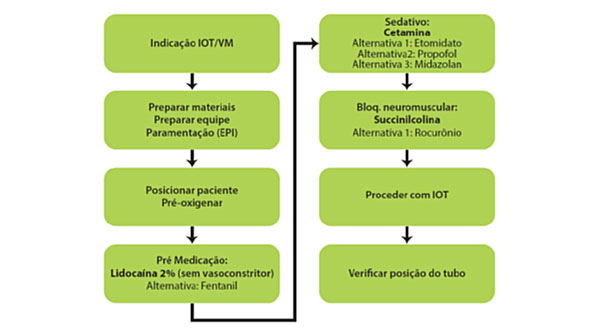 Indicação IOT/VM
Preparar materiais
Preparar equipe
Paramentação (EPI)
Posicionar paciente
Pré-oxigenar
Pré Medicação:
Lidocaína 2% (sem vasoconstritor)
Alternativa: Fentanil
Sedativo:
Cetamina
Alternativa 1: Etomidato
Alternativa2: Propofol
Alternativa 3: Midazolan
Bloq. neuromuscular:
Succinilcolina
Alternativa 1: Rocurônio
Proceder com IOT
Verificar posição do tubo